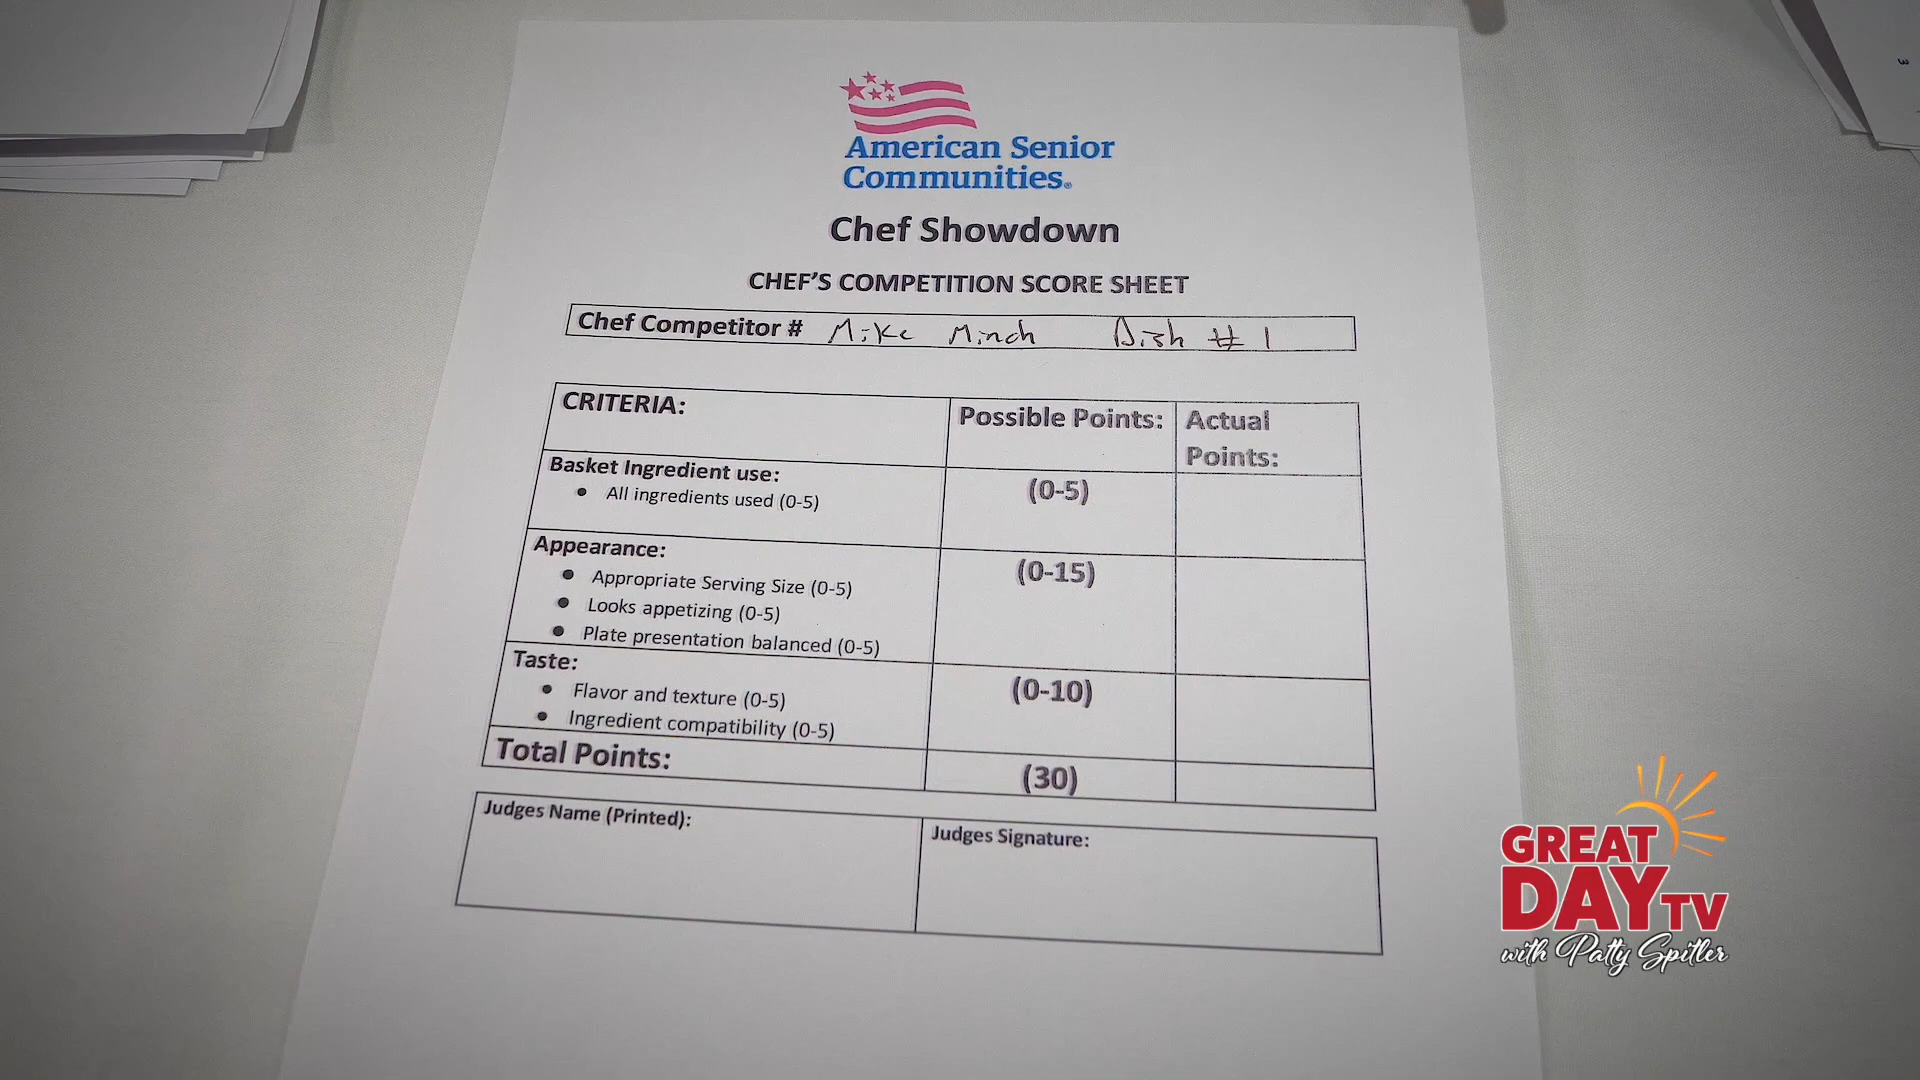 American Senior
Communities®
Chef Showdown
CHEF'S COMPETITION SCORE SHEET
Chef Competitor # Mike Minch Dish # 1
CRITERIA: Possible Points: Actual Points:
Basket Ingredient use: (0-5)
• All ingredients used (0-5)
Appearance: (0-15)
• Appropriate Serving Size (0-5)
• Looks appetizing (0-5)
• Plate presentation balanced (0-5)
Taste: (0-10)
• Flavor and texture (0-5)
• Ingredient compatibility (0-5)
Total Points: (30)
Judges Name (Printed): Judges Signature:
3
GREAT
DAY TV
with Patty Spitler